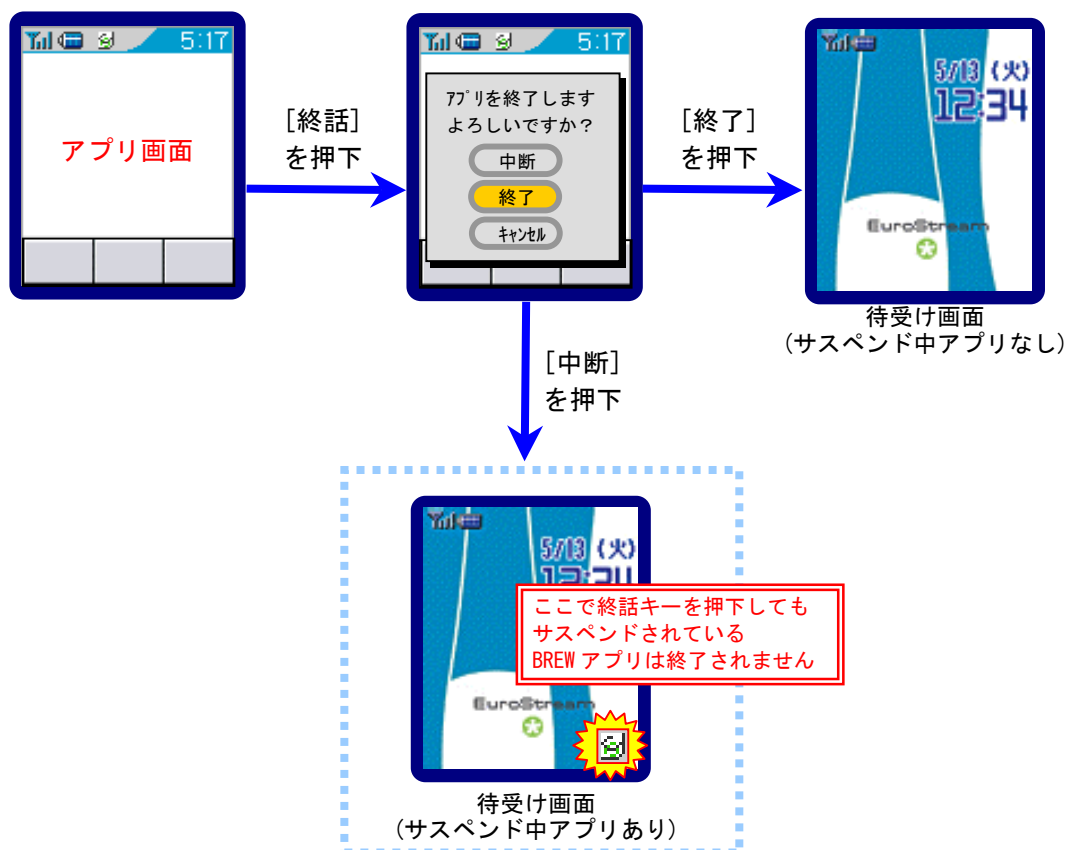 5:17
アプリ画面
[終話]
を押下
5:17
ｱﾌﾟﾘを終了します
よろしいですか？
中断
終了
ｷｬﾝｾﾙ
[終了]
を押下
5/13 (火)
12:34
EuroStream
待受け画面
(サスペンド中アプリなし)
[中断]
を押下
5/13 (火)
12:34
ここで終話キーを押下しても
サスペンドされている
BREW アプリは終了されません
EuroStream
待受け画面
(サスペンド中アプリあり)